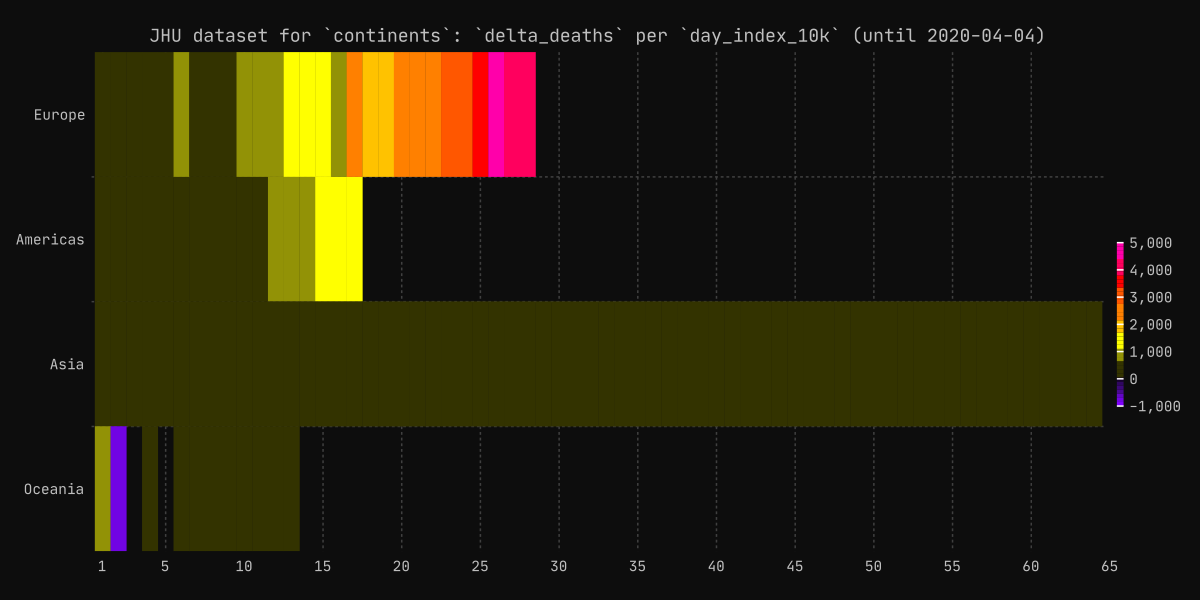 JHU dataset for `continents`: `delta_deaths` per `day_index_10k` (until 2020-04-04)
Europe
Americas
Asia
Oceania
1 5 10 15 20 25 30 35 40 45 50 55 60 65
5,000
4,000
3,000
2,000
1,000
0
-1,000